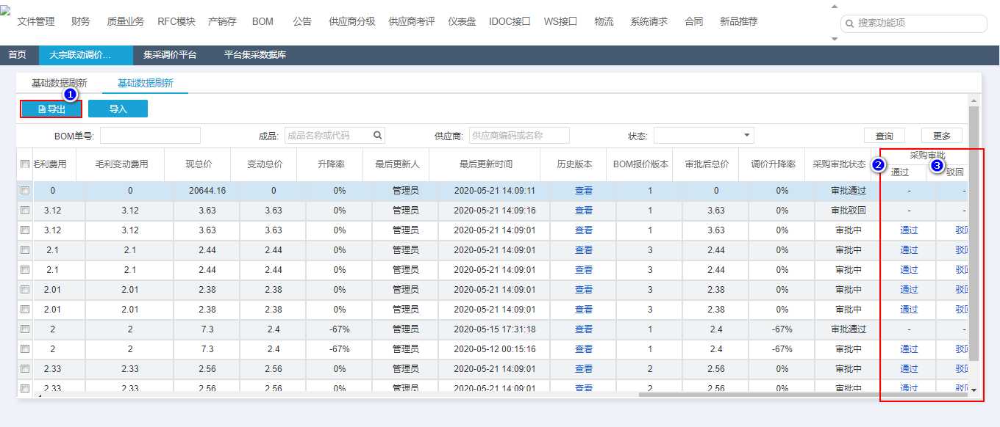 文件管理 财务 质量业务 RFC模块 产销存 BOM 公告 供应商分级 供应商考评 仪表盘 IDOC接口 WS接口 物流 系统请求 合同 新品推荐 搜索功能项
首页 大宗联动调价... 集采调价平台 平台集采数据库
基础数据刷新 基础数据刷新
1
导出 导入
BOM单号: 成品: 成品名称或代码 供应商: 供应商编码或名称 状态: 查询 更多
毛利费用 毛利变动费用 现总价 变动总价 升降率 最后更新人 最后更新时间 历史版本 BOM报价版本 审批后总价 调价升降率 采购审批状态 2 采购审批
通过 3 驳回
0 0 20644.16 0 0% 管理员 2020-05-21 14:09:11 查看 1 0 0% 审批通过 - -
3.12 3.12 3.63 3.63 0% 管理员 2020-05-21 14:09:16 查看 1 3.63 0% 审批驳回 - -
3.12 3.12 3.63 3.63 0% 管理员 2020-05-21 14:09:01 查看 1 3.63 0% 审批中 通过 驳回
2.1 2.1 2.44 2.44 0% 管理员 2020-05-21 14:09:01 查看 3 2.44 0% 审批中 通过 驳回
2.1 2.1 2.44 2.44 0% 管理员 2020-05-21 14:09:01 查看 3 2.44 0% 审批中 通过 驳回
2.01 2.01 2.38 2.38 0% 管理员 2020-05-21 14:09:01 查看 3 2.38 0% 审批中 通过 驳回
2.01 2.01 2.38 2.38 0% 管理员 2020-05-21 14:09:01 查看 3 2.38 0% 审批中 通过 驳回
2 2 7.3 2.4 -67% 管理员 2020-05-15 17:31:18 查看 1 2.4 -67% 审批通过 - -
2 2 7.3 2.4 -67% 管理员 2020-05-12 00:15:16 查看 1 2.4 -67% 审批中 通过 驳回
2.33 2.33 2.56 2.56 0% 管理员 2020-05-21 14:09:01 查看 2 2.56 0% 审批中 通过 驳回
2.33 2.33 2.56 2.56 0% 管理员 2020-05-21 14:09:01 查看 2 2.56 0% 审批中 通过 驳回